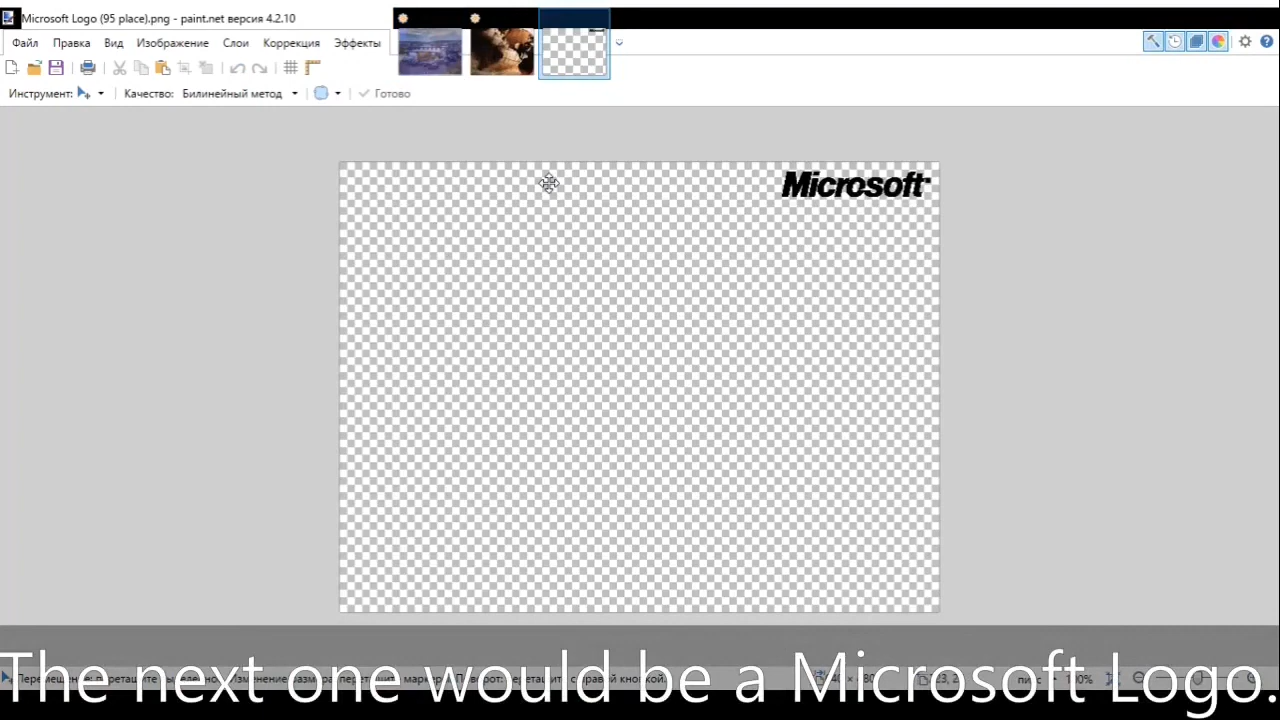 Microsoft Logo (95 place).png - paint.net версия 4.2.10
Файл Правка Вид Изображение Слои Коррекция Эффекты
Инструмент: Качество: Билинейный метод Готово
Microsoft
The next one would be a Microsoft Logo.